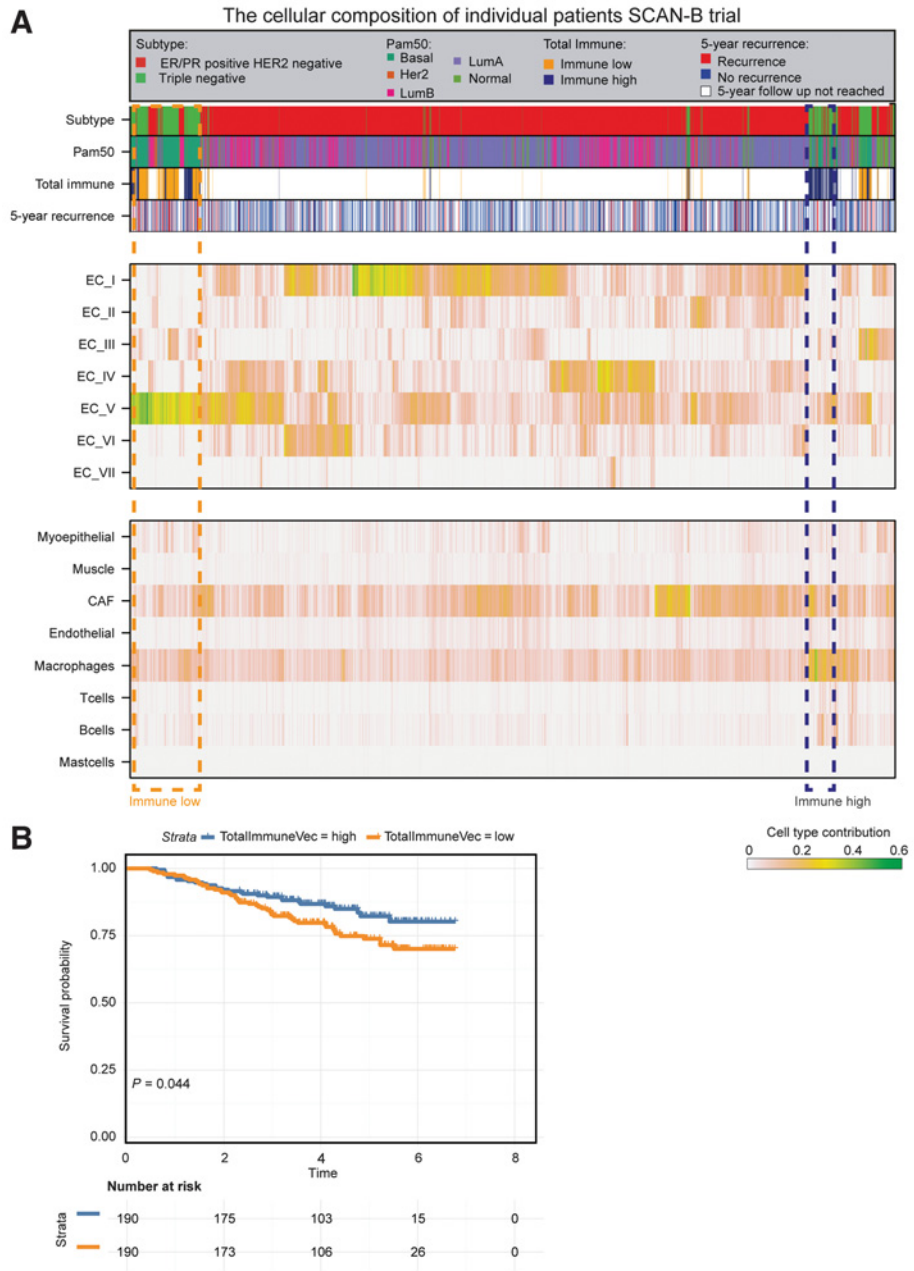 A
The cellular composition of individual patients SCAN-B trial
Subtype:
ER/PR positive HER2 negative
Triple negative
Pam50:
Basal
Her2
LumB
LumA
Normal
Total Immune:
Immune low
Immune high
5-year recurrence:
Recurrence
No recurrence
5-year follow up not reached
Subtype
Pam50
Total immune
5-year recurrence
EC_I
EC_II
EC_III
EC_IV
EC_V
EC_VI
EC_VII
Myoepithelial
Muscle
CAF
Endothelial
Macrophages
Tcells
Bcells
Mastcells
Immune low
Immune high
Cell type contribution
0 0.2 0.4 0.6
B
Strata TotalImmuneVec = high TotalImmuneVec = low
Survival probability
1.00
0.75
0.50
0.25
0.00
P = 0.044
0 2 4 6 8
Time
Number at risk
Strata
190 175 103 15 0
190 173 106 26 0